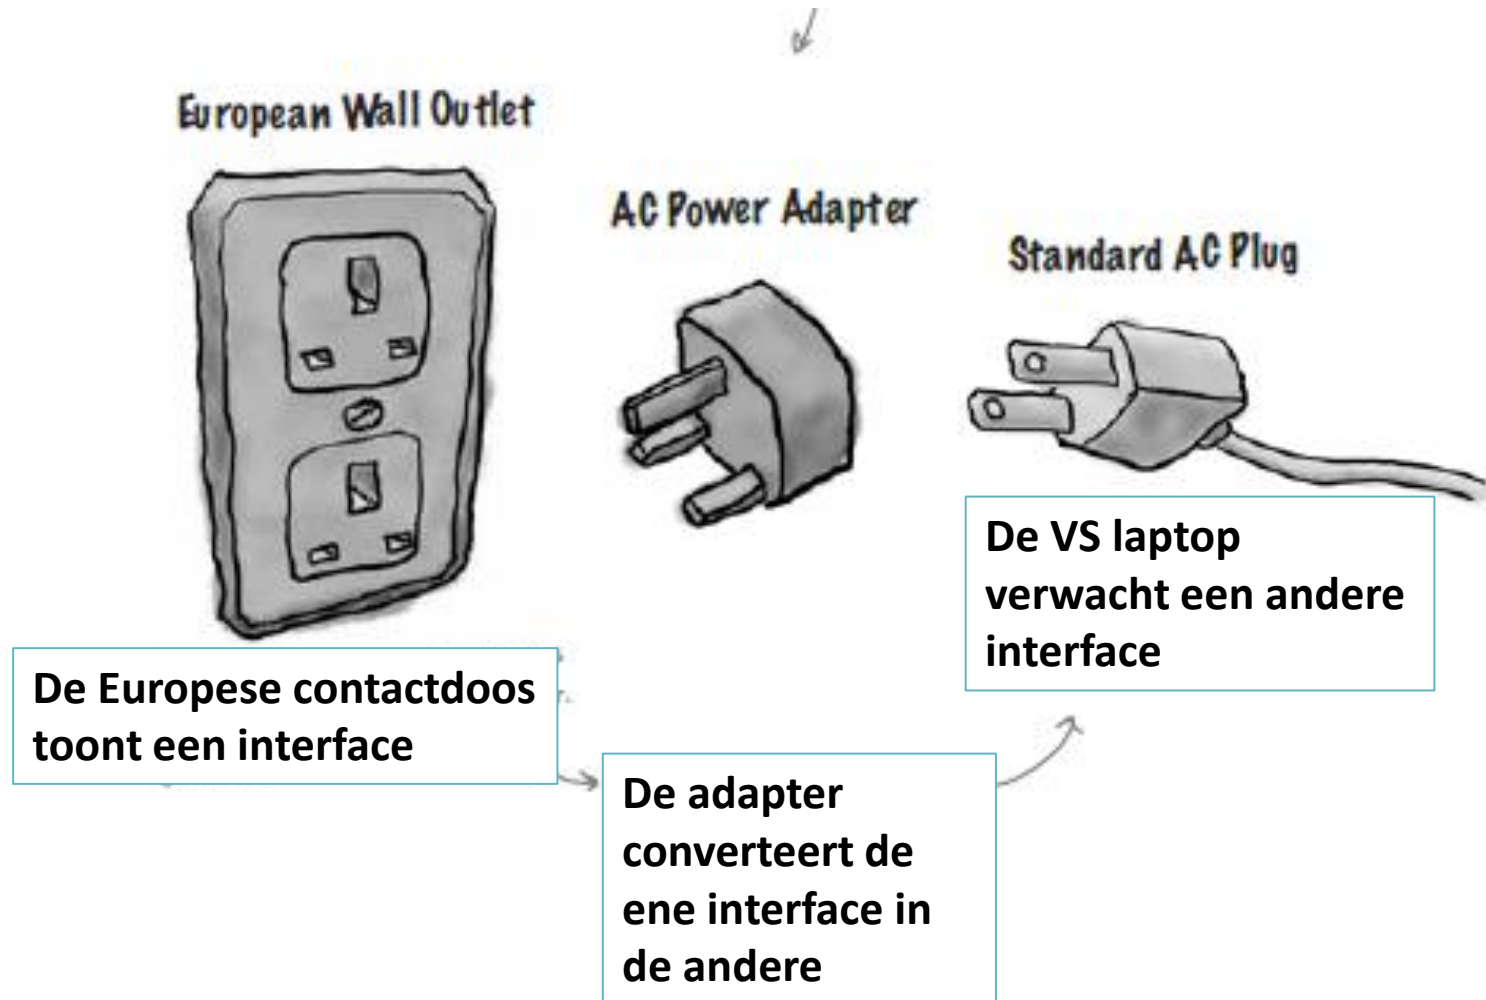 European Wall Outlet
AC Power Adapter
Standard AC Plug
De VS laptop
verwacht een andere
interface
De Europese contactdoos
toont een interface
De adapter
converteert de
ene interface in
de andere